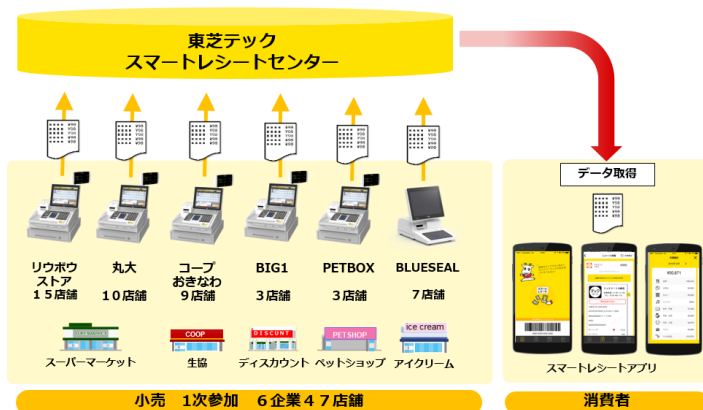 東芝テック
スマートレシートセンター
データ取得
リウボウ
ストア
15店舗
丸大
10店舗
コープ
おきなわ
9店舗
BIG1
3店舗
PETBOX
3店舗
BLUESEAL
7店舗
COOP
DISCUNT
PETSHOP
ice cream
スーパーマーケット
生協
ディスカウント
ペットショップ
アイクリーム
スマートレシートアプリ
小売 1次参加 6企業47店舗
消費者